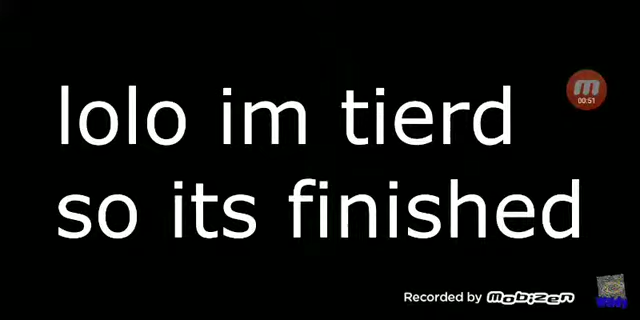 lolo im tierd
00:51
so its finished
Recorded by Mobizen